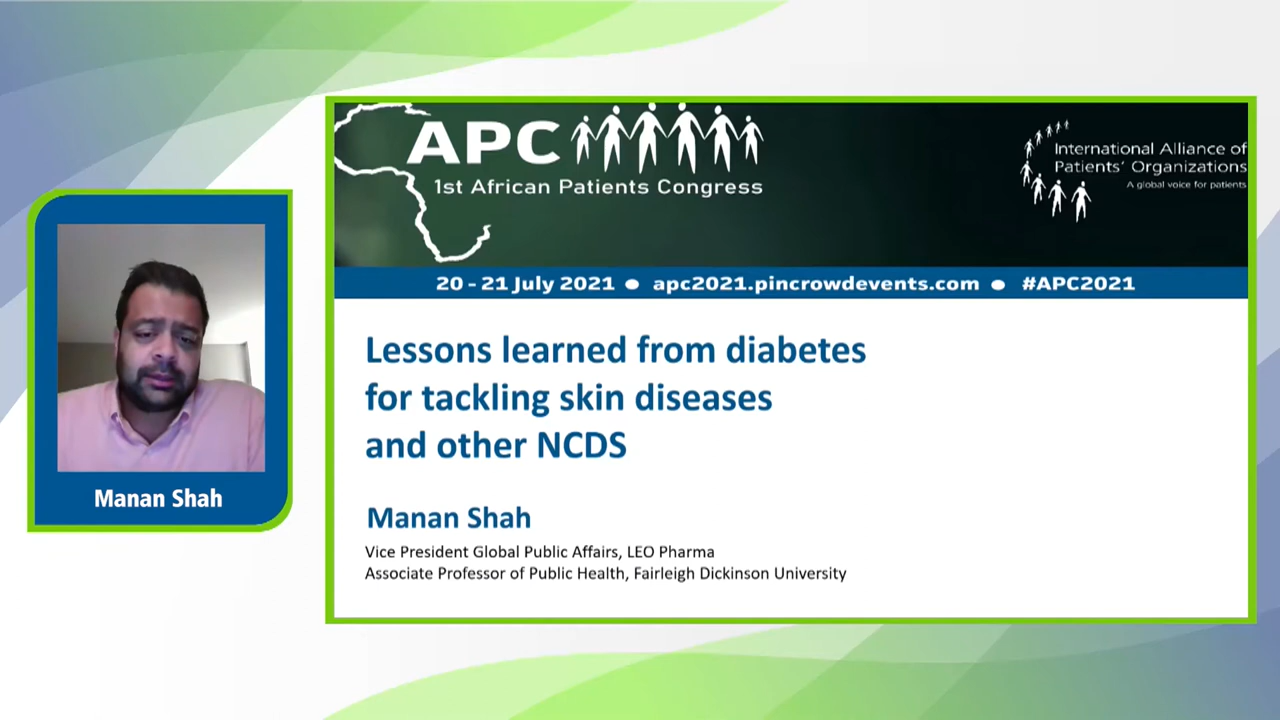 APC
1st African Patients Congress
International Alliance of
Patients' Organizations
A global voice for patients
20 - 21 July 2021 ● apc2021.pincrowdevents.com ● #APC2021
Lessons learned from diabetes
for tackling skin diseases
and other NCDS
Manan Shah
Vice President Global Public Affairs, LEO Pharma
Associate Professor of Public Health, Fairleigh Dickinson University
Manan Shah